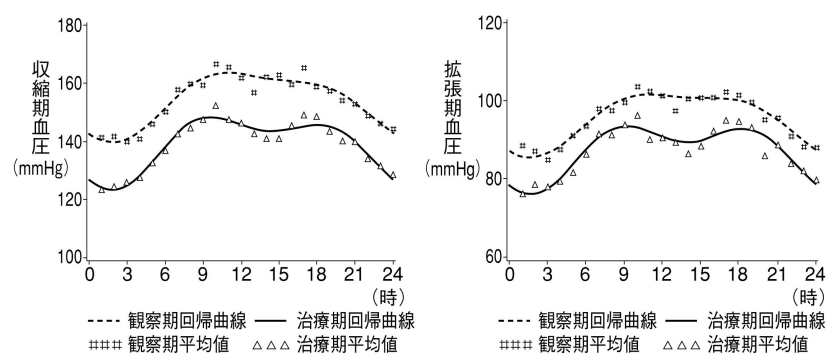 180
160
140
120
100
収縮期血圧
(mmHg)
0 3 6 9 12 15 18 21 24
(時)
観察期回帰曲線 治療期回帰曲線
観察期平均値 治療期平均値
120
100
80
60
拡張期血圧
(mmHg)
0 3 6 9 12 15 18 21 24
(時)
観察期回帰曲線 治療期回帰曲線
観察期平均値 治療期平均値